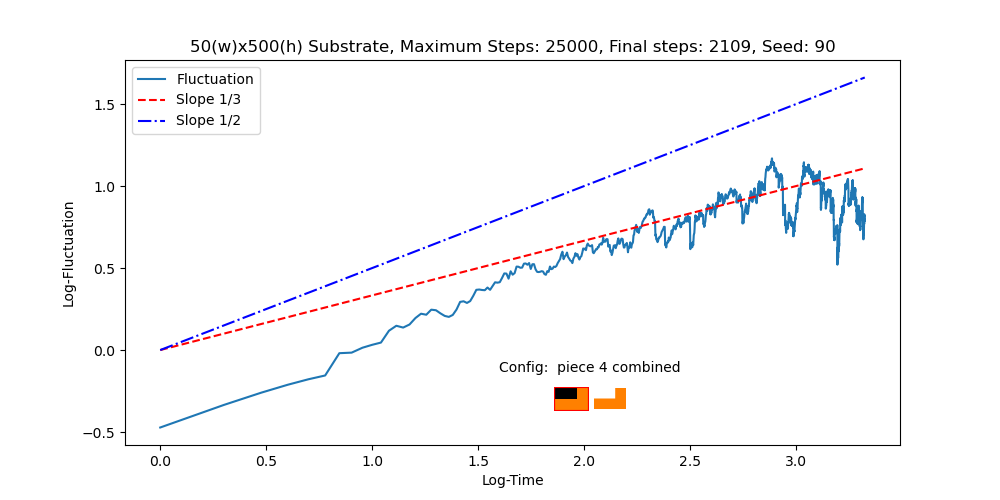 50(w)x500(h) Substrate, Maximum Steps: 25000, Final steps: 2109, Seed: 90
Fluctuation
Slope 1/3
Slope 1/2
Log-Fluctuation
1.5
1.0
0.5
0.0
−0.5
Config:  piece 4 combined
0.0 0.5 1.0 1.5 2.0 2.5 3.0
Log-Time